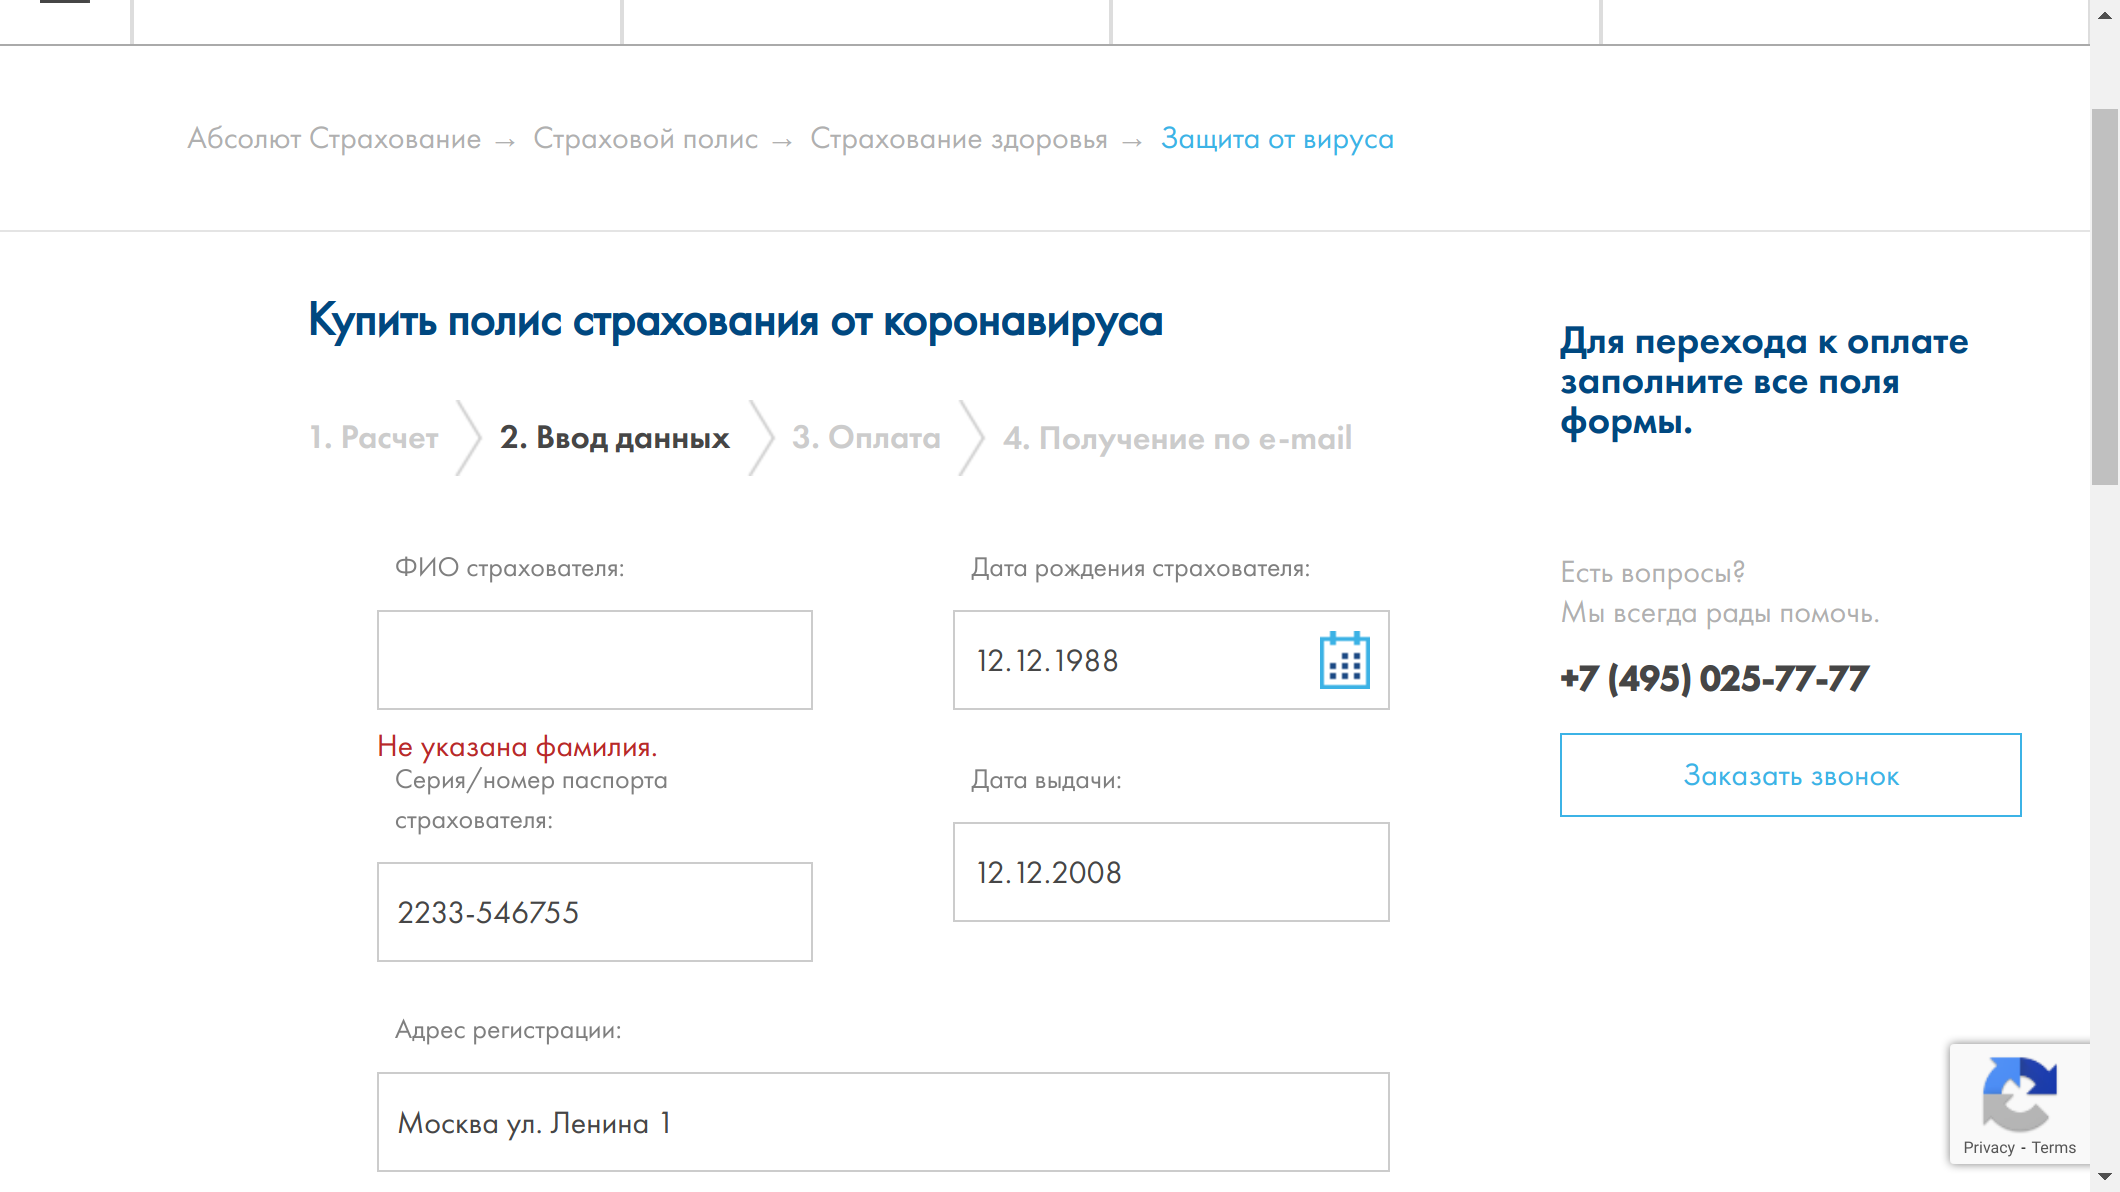 Абсолют Страхование → Страховой полис → Страхование здоровья → Защита от вируса
Купить полис страхования от коронавируса
1. Расчет 2. Ввод данных 3. Оплата 4. Получение по e-mail
ФИО страхователя:
Не указана фамилия.
Дата рождения страхователя:
12.12.1988
Серия/номер паспорта
страхователя:
2233-546755
Дата выдачи:
12.12.2008
Адрес регистрации:
Москва ул. Ленина 1
Для перехода к оплате
заполните все поля
формы.
Есть вопросы?
Мы всегда рады помочь.
+7 (495) 025-77-77
Заказать звонок
Privacy - Terms